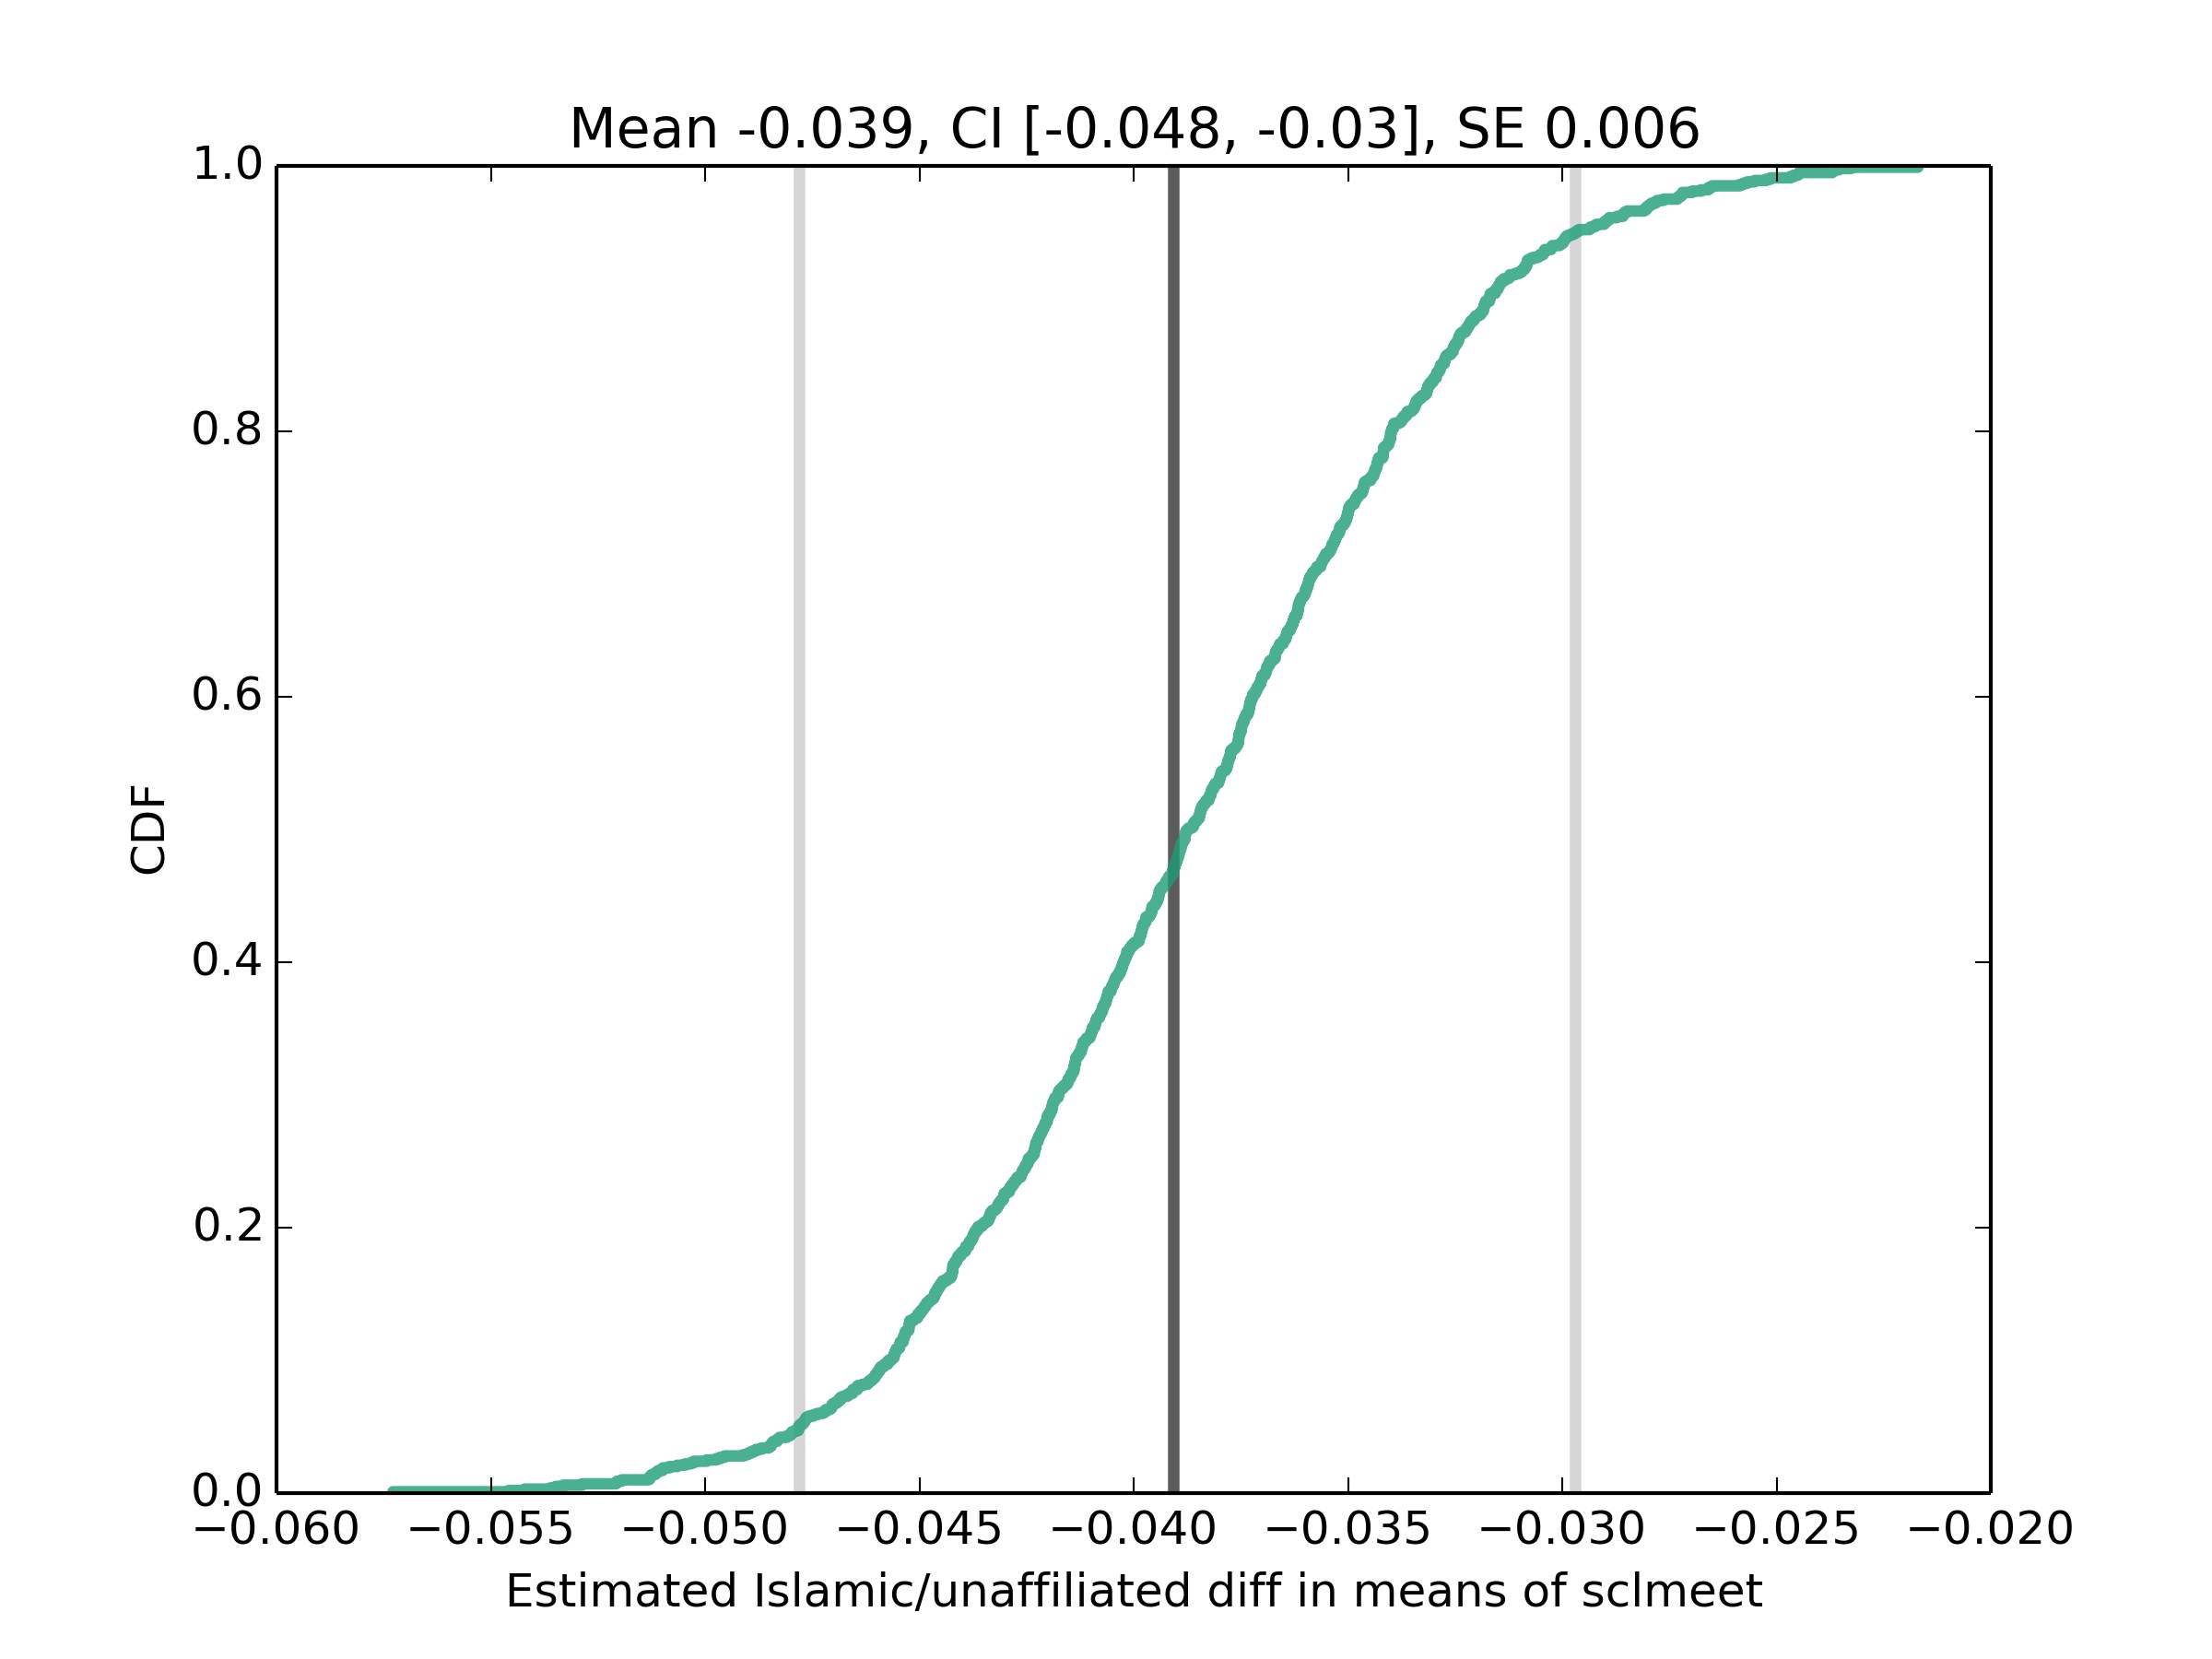 Mean -0.039, CI [-0.048, -0.03], SE 0.006
1.0
0.8
0.6
0.4
0.2
0.0
CDF
−0.060 −0.055 −0.050 −0.045 −0.040 −0.035 −0.030 −0.025 −0.020
Estimated Islamic/unaffiliated diff in means of sclmeet